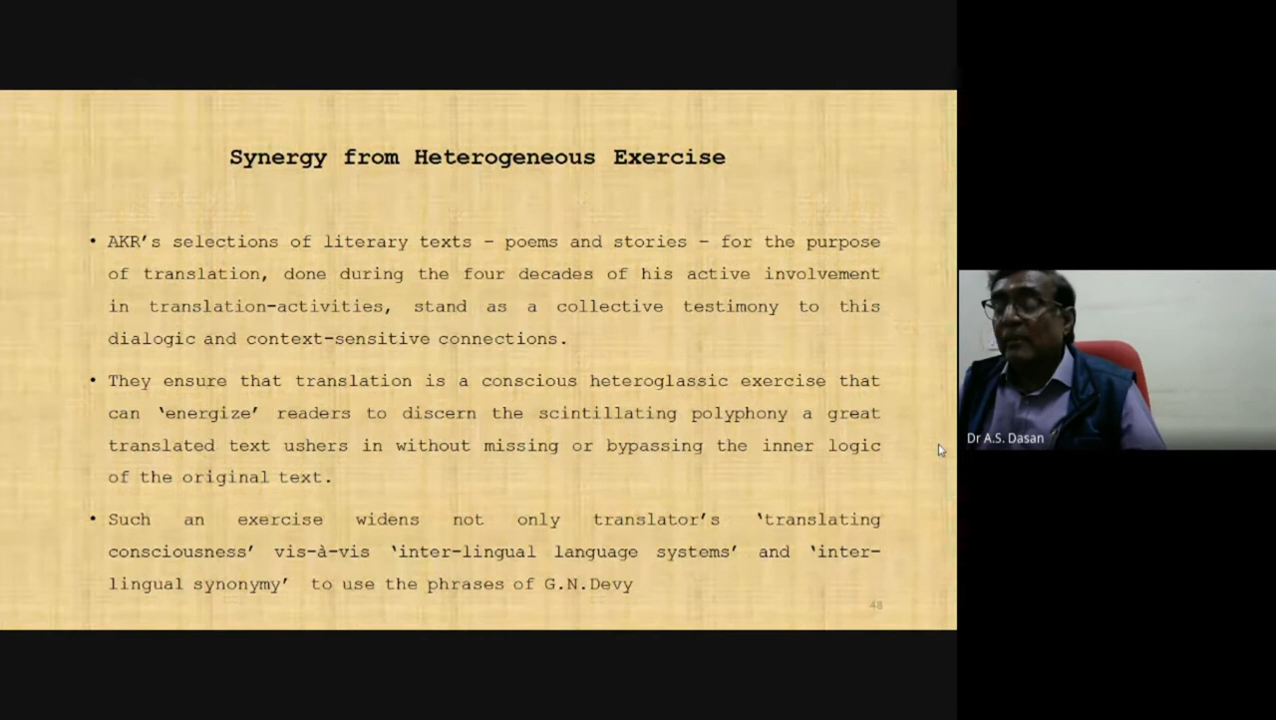 Synergy from Heterogeneous Exercise
• AKR's selections of literary texts – poems and stories – for the purpose
of translation, done during the four decades of his active involvement
in translation-activities, stand as a collective testimony to this
dialogic and context-sensitive connections.
• They ensure that translation is a conscious heteroglassic exercise that
can 'energize' readers to discern the scintillating polyphony a great
translated text ushers in without missing or bypassing the inner logic
of the original text.
• Such an exercise widens not only translator's 'translating
consciousness' vis-à-vis 'inter-lingual language systems' and 'inter-
lingual synonymy' to use the phrases of G.N.Devy
48
Dr A.S. Dasan